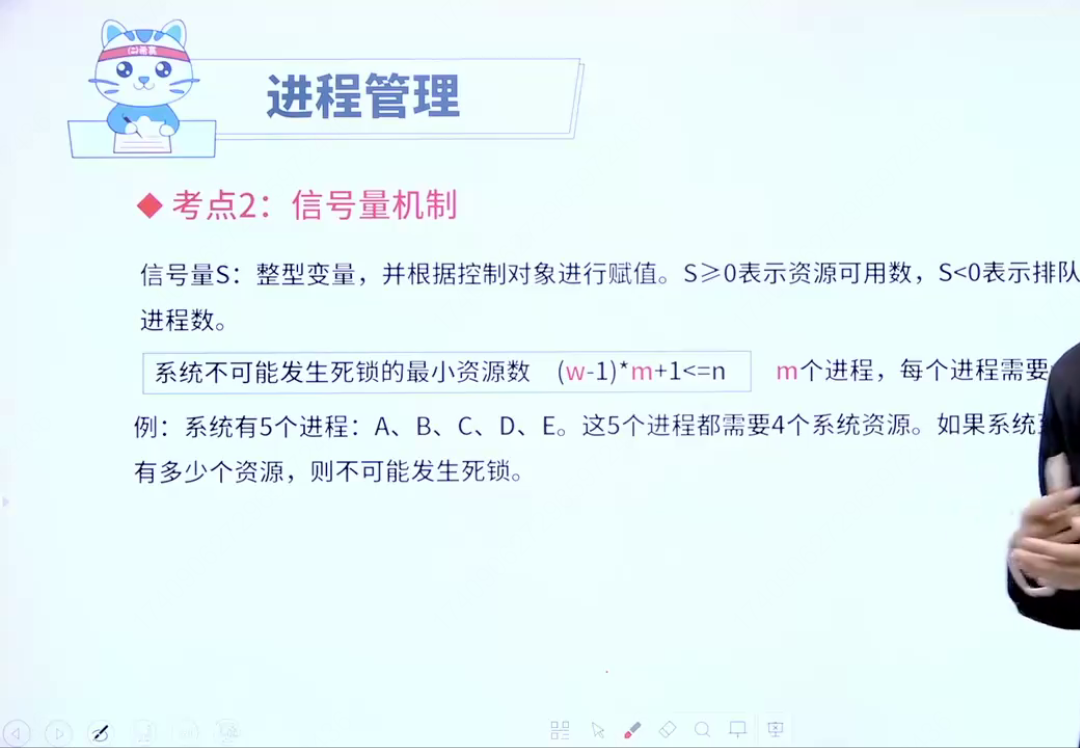 进程管理
考点2：信号量机制
信号量S：整型变量，并根据控制对象进行赋值。S≥0表示资源可用数，S<0表示排队
进程数。
系统不可能发生死锁的最小资源数 (w-1)*m+1<=n m个进程，每个进程需要
例：系统有5个进程：A、B、C、D、E。这5个进程都需要4个系统资源。如果系统
有多少个资源，则不可能发生死锁。